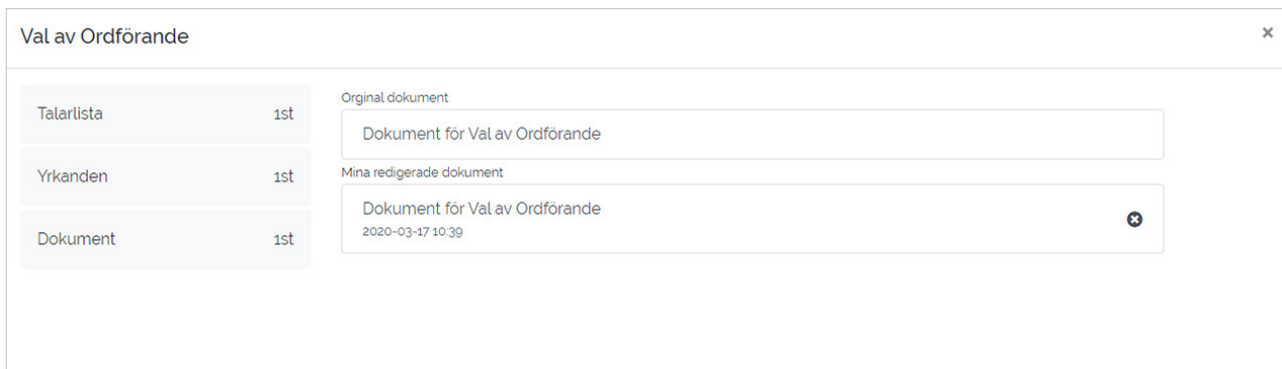 Val av Ordförande
Talarlista 1st
Yrkanden 1st
Dokument 1st
Orginal dokument
Dokument för Val av Ordförande
Mina redigerade dokument
Dokument för Val av Ordförande
2020-03-17 10:39